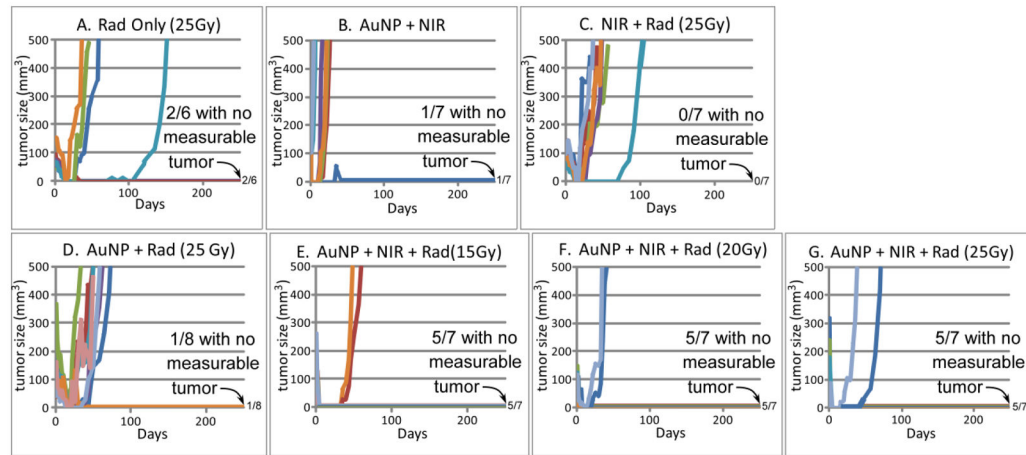 A. Rad Only (25Gy)
tumor size (mm³)
500
400
300
200
100
0
2/6 with no
measurable
tumor
2/6
0
100
200
Days
B. AuNP + NIR
tumor size (mm³)
500
400
300
200
100
0
1/7 with no
measurable
tumor
1/7
0
100
200
Days
C. NIR + Rad (25Gy)
tumor size (mm³)
500
400
300
200
100
0
0/7 with no
measurable
tumor
0/7
0
100
200
Days
D. AuNP + Rad (25 Gy)
tumor size (mm³)
500
400
300
200
100
0
1/8 with no
measurable
tumor
1/8
0
100
200
Days
E. AuNP + NIR + Rad(15Gy)
tumor size (mm³)
500
400
300
200
100
0
5/7 with no
measurable
tumor
5/7
0
100
200
Days
F. AuNP + NIR + Rad (20Gy)
tumor size (mm³)
500
400
300
200
100
0
5/7 with no
measurable
tumor
5/7
0
100
200
Days
G. AuNP + NIR + Rad (25Gy)
tumor size (mm³)
500
400
300
200
100
0
5/7 with no
measurable
tumor
5/7
0
100
200
Days